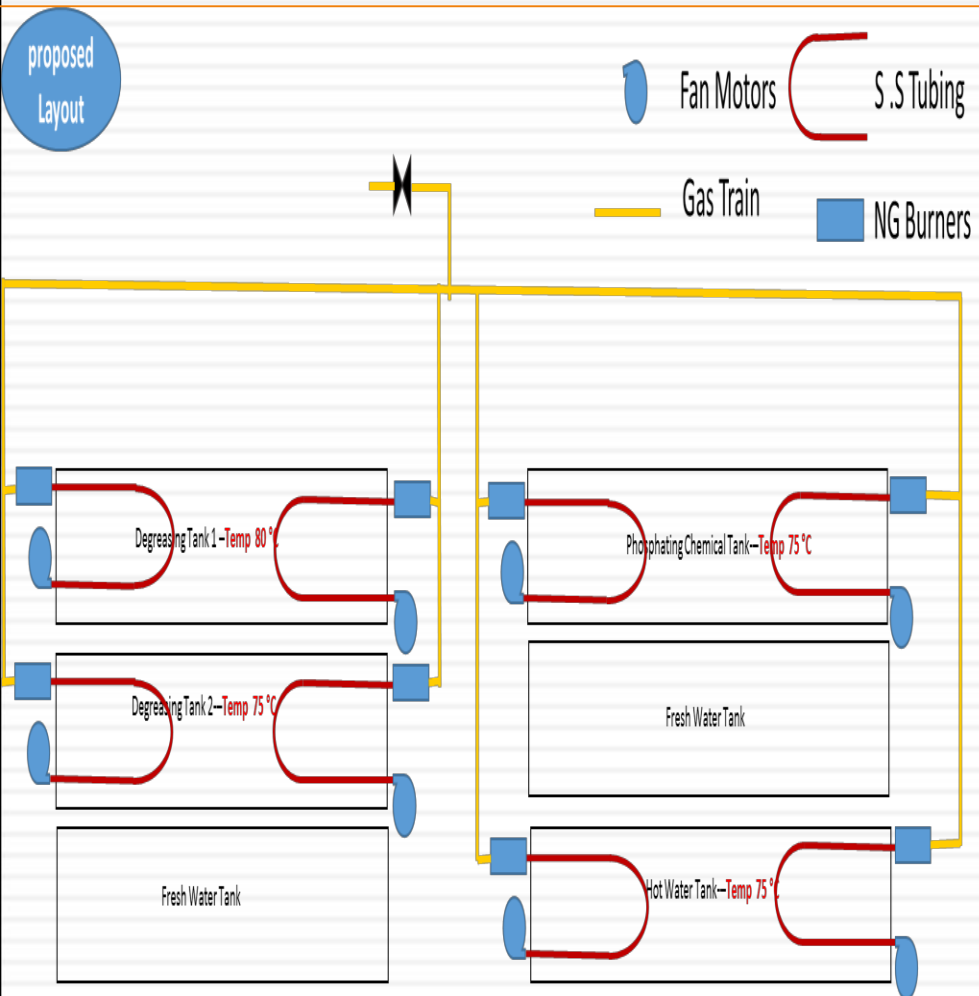 proposed
Layout
Fan Motors
S .S Tubing
Gas Train
NG Burners
Degreasing Tank 1 –Temp 80 °C
Phosphating Chemical Tank---Temp 75 °C
Degreasing Tank 2---Temp 75 °C
Fresh Water Tank
Fresh Water Tank
Hot Water Tank---Temp 75 °C